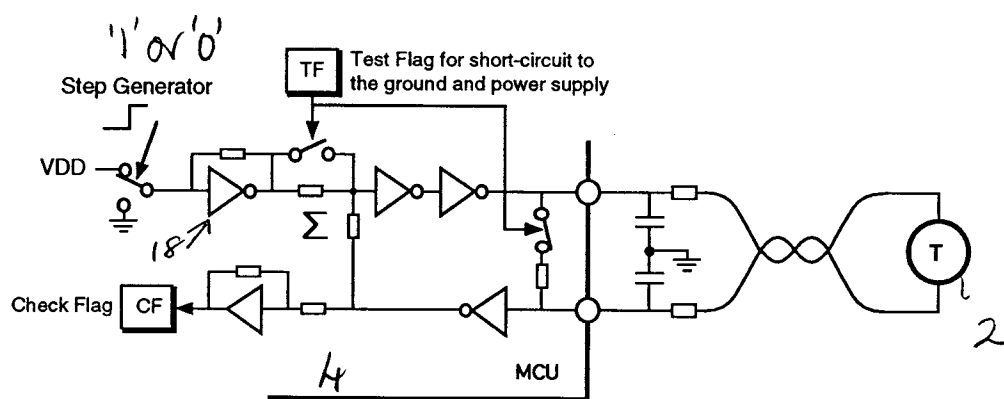 '1' or '0'
Step Generator
TF
Test Flag for short-circuit to
the ground and power supply
VDD
18
Σ
Check Flag
CF
T
2
4
MCU